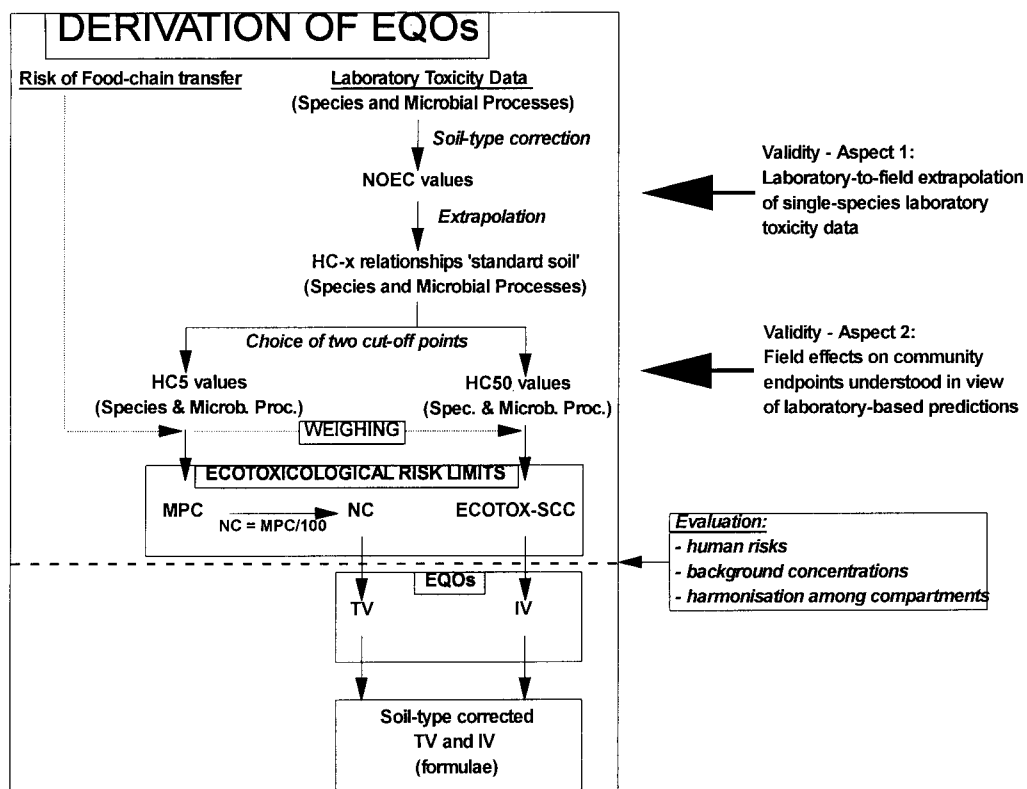 DERIVATION OF EQOs
Risk of Food-chain transfer
Laboratory Toxicity Data
(Species and Microbial Processes)
Soil-type correction
NOEC values
Extrapolation
HC-x relationships 'standard soil'
(Species and Microbial Processes)
Choice of two cut-off points
HC5 values
(Species & Microb. Proc.)
HC50 values
(Spec. & Microb. Proc.)
WEIGHING
ECOTOXICOLOGICAL RISK LIMITS
MPC
NC = MPC/100
NC
ECOTOX-SCC
EQOs
TV
IV
Soil-type corrected
TV and IV
(formulae)
Validity - Aspect 1:
Laboratory-to-field extrapolation
of single-species laboratory
toxicity data
Validity - Aspect 2:
Field effects on community
endpoints understood in view
of laboratory-based predictions
Evaluation:
- human risks
- background concentrations
- harmonisation among compartments